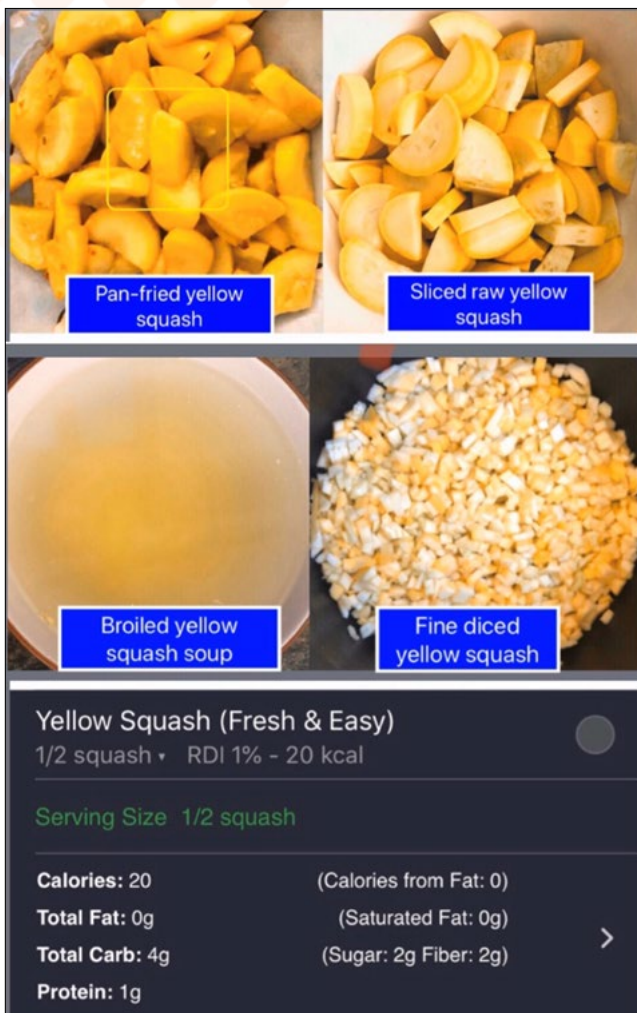 Pan-fried yellow
squash
Sliced raw yellow
squash
Broiled yellow
squash soup
Fine diced
yellow squash
Yellow Squash (Fresh & Easy)
1/2 squash ▾ RDI 1% - 20 kcal
Serving Size 1/2 squash
Calories: 20 (Calories from Fat: 0)
Total Fat: 0g (Saturated Fat: 0g)
Total Carb: 4g (Sugar: 2g Fiber: 2g)
Protein: 1g